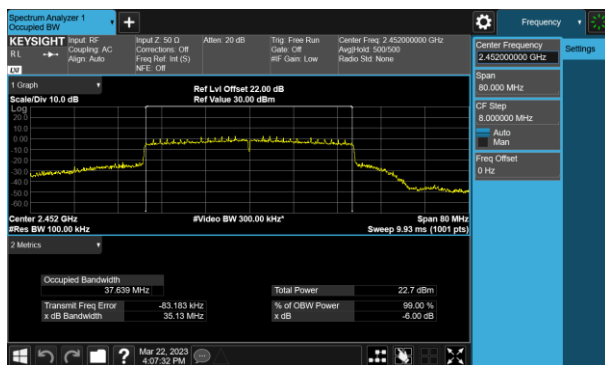 Spectrum Analyzer 1
Occupied BW
Frequency
KEYSIGHT
RL
Input: RF
Coupling: AC
Align: Auto
Input Z: 50 Ω
Corrections: Off
Freq Ref: Int (S)
NFE: Off
Atten: 20 dB
Trig: Free Run
Gate: Off
#IF Gain: Low
Center Freq: 2.452000000 GHz
Avg|Hold: 500/500
Radio Std: None
Center Frequency
2.452000000 GHz
Settings
Span
80.000 MHz
CF Step
8.000000 MHz
Auto
Man
Freq Offset
0 Hz
1 Graph
Scale/Div 10.0 dB
Ref Lvl Offset 22.00 dB
Ref Value 30.00 dBm
Log
20.0
10.0
0.00
-10.0
-20.0
-30.0
-40.0
-50.0
-60.0
Center 2.452 GHz
#Video BW 300.00 kHz*
Span 80 MHz
#Res BW 100.00 kHz
Sweep 9.93 ms (1001 pts)
2 Metrics
Occupied Bandwidth
37.639 MHz
Total Power 22.7 dBm
Transmit Freq Error -83.183 kHz
% of OBW Power 99.00 %
x dB Bandwidth 35.13 MHz
x dB -6.00 dB
?
Mar 22, 2023
4:07:32 PM